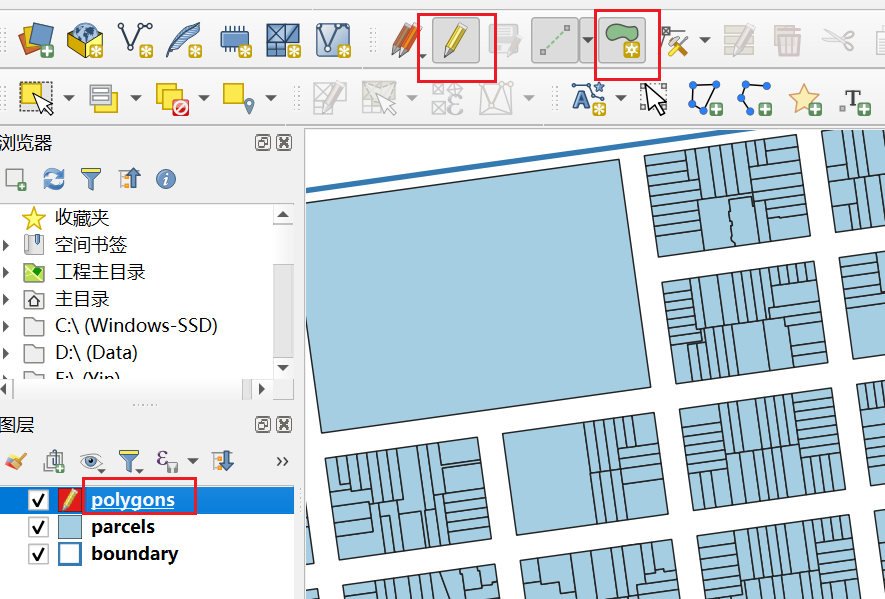 浏览器
收藏夹
空间书签
工程主目录
主目录
C:\ (Windows-SSD)
D:\ (Data)
图层
polygons
parcels
boundary